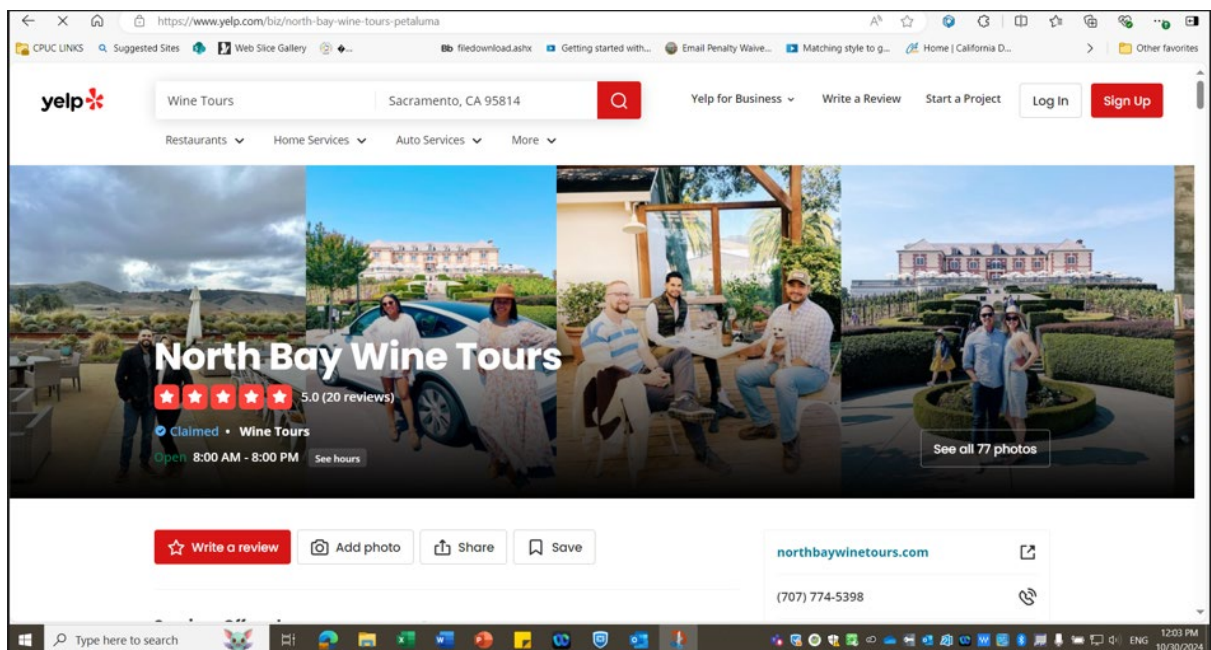 https://www.yelp.com/biz/north-bay-wine-tours-petaluma
CPUC LINKS Suggested Sites Web Slice Gallery ... Bb filedownload.ashx Getting started with... Email Penalty Waive... Matching style to g... Home | California D... Other favorites
yelp Wine Tours Sacramento, CA 95814 Yelp for Business Write a Review Start a Project Log In Sign Up
Restaurants Home Services Auto Services More
North Bay Wine Tours
5.0 (20 reviews)
Claimed • Wine Tours
Open 8:00 AM - 8:00 PM See hours
See all 77 photos
Write a review Add photo Share Save
northbaywinetours.com
(707) 774-5398
Type here to search
ENG 12:03 PM
10/30/2024